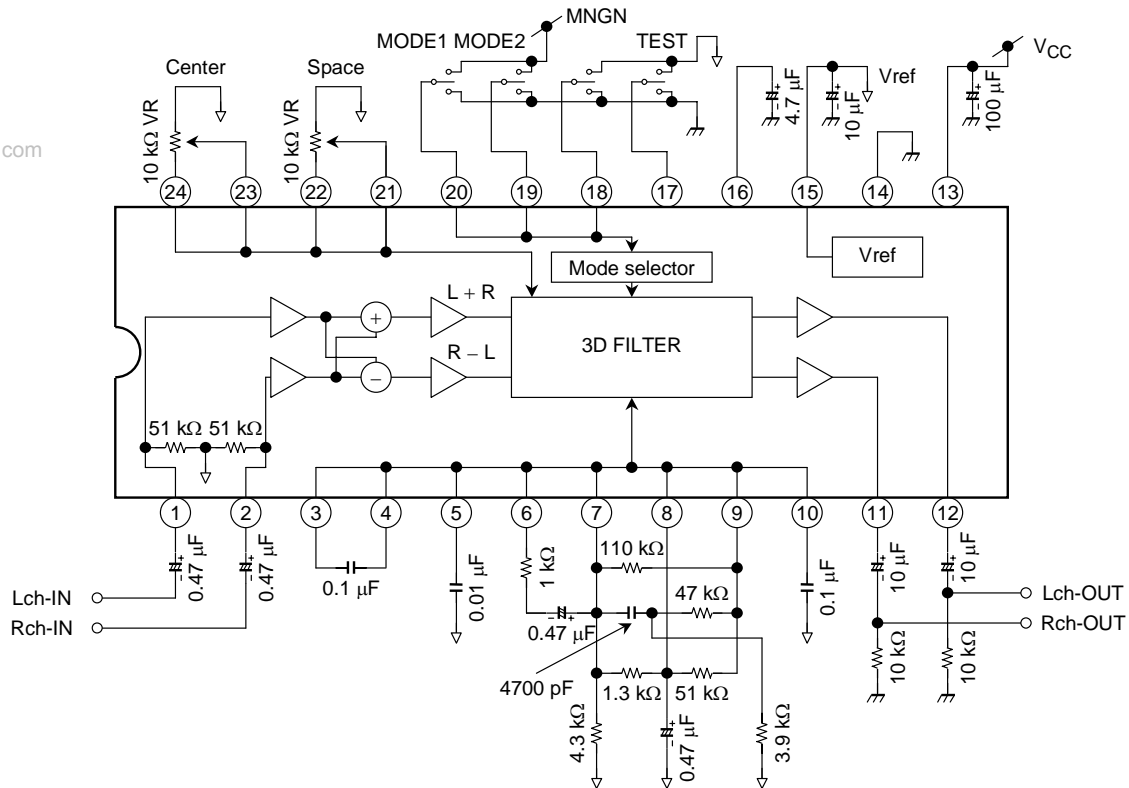 MNGN
MODE1 MODE2
TEST
V_CC
Center
Space
Vref
4.7 μF
10 μF
100 μF
com
10 kΩ VR
10 kΩ VR
24
23
22
21
20
19
18
17
16
15
14
13
Mode selector
Vref
L + R
+
3D FILTER
R − L
−
51 kΩ
51 kΩ
1
2
3
4
5
6
7
8
9
10
11
12
0.47 μF
0.47 μF
0.1 μF
0.01 μF
1 kΩ
110 kΩ
47 kΩ
0.1 μF
10 μF
10 μF
Lch-IN
Rch-IN
0.47 μF
Lch-OUT
Rch-OUT
4700 pF
1.3 kΩ
51 kΩ
4.3 kΩ
0.47 μF
3.9 kΩ
10 kΩ
10 kΩ